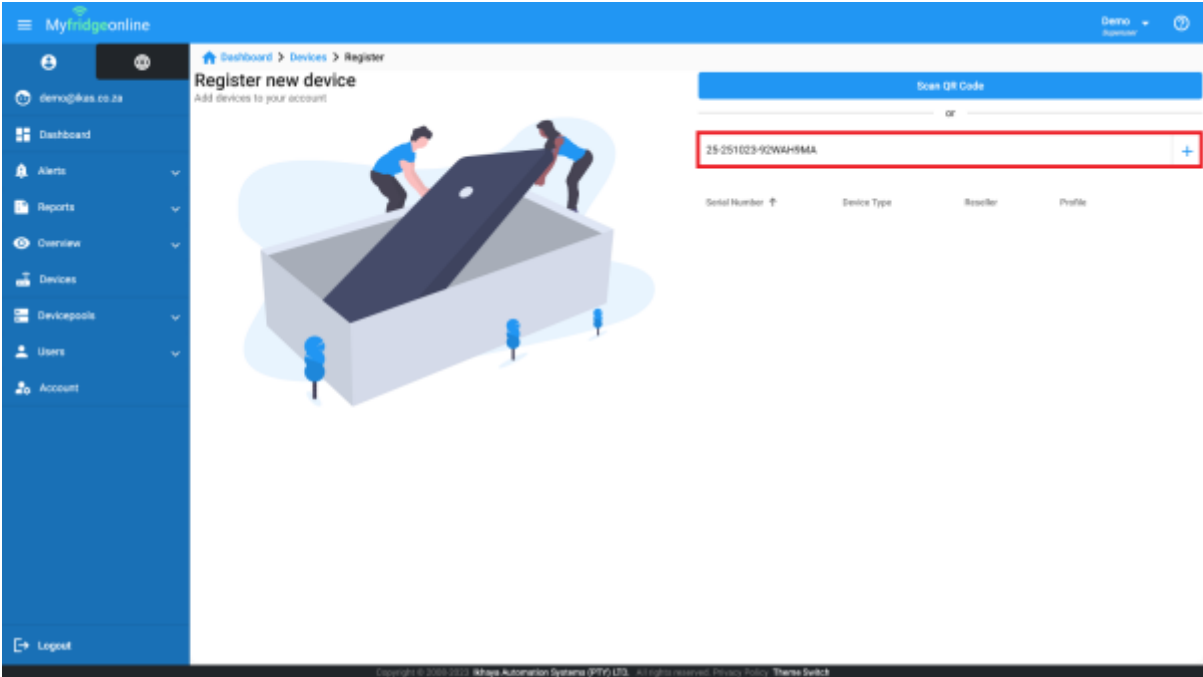 Myfridgeonline
Demo
Superuser
demo@ikas.co.za
Dashboard
Alerts
Reports
Overview
Devices
Devicepools
Users
Account
Logout
Dashboard > Devices > Register
Register new device
Add devices to your account
Scan QR Code
or
25-251023-92WAH9MA
Serial Number Device Type Reseller Profile
Copyright © 2003-2023 Ikhaya Automation Systems (PTY) LTD. All rights reserved. Privacy Policy Theme Switch